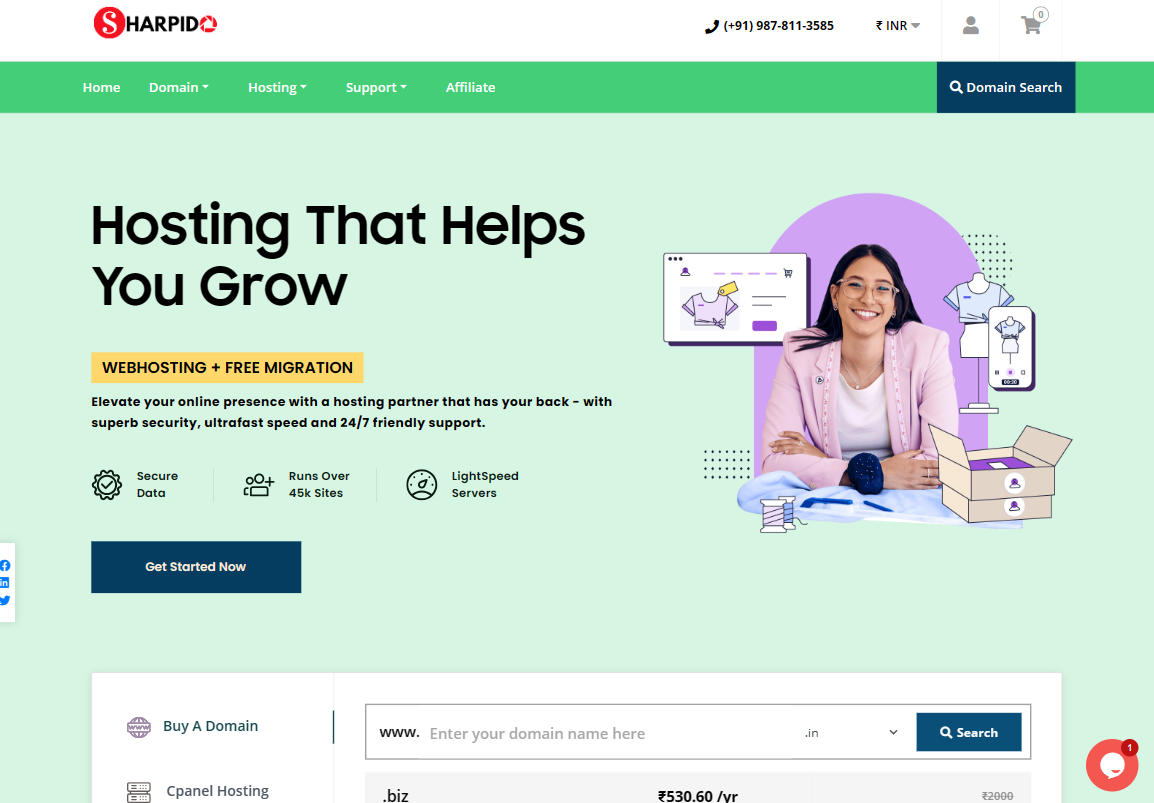 SHARPID
(+91) 987-811-3585
₹ INR
0
Home
Domain
Hosting
Support
Affiliate
Domain Search
Hosting That Helps
You Grow
WEBHOSTING + FREE MIGRATION
Elevate your online presence with a hosting partner that has your back - with
superb security, ultrafast speed and 24/7 friendly support.
Secure
Data
Runs Over
45k Sites
LightSpeed
Servers
Get Started Now
Buy A Domain
www.
Enter your domain name here
.in
Search
1
Cpanel Hosting
.biz
₹530.60 /yr
₹2000